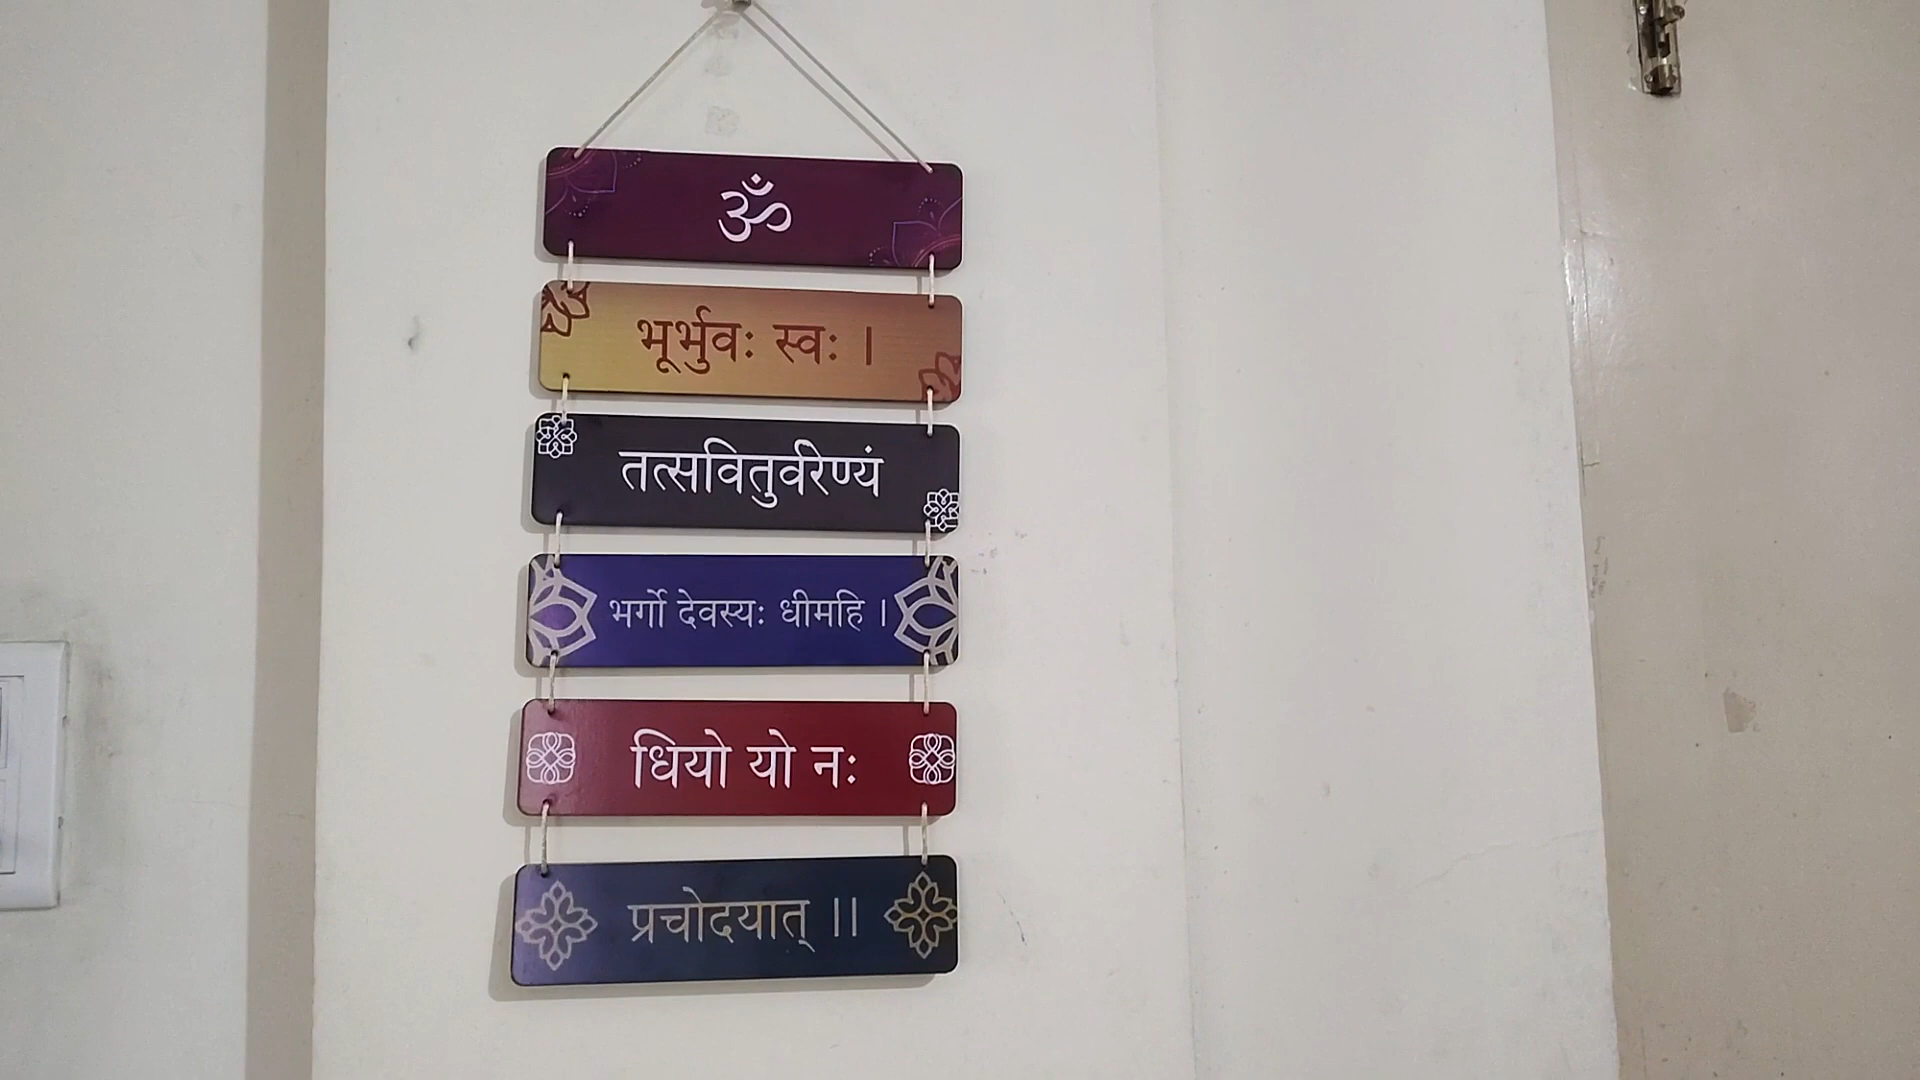 ॐ
भूर्भुवः स्वः ।
तत्सवितुर्वरेण्यं
भर्गो देवस्यः धीमहि ।
धियो यो नः
प्रचोदयात् ।।